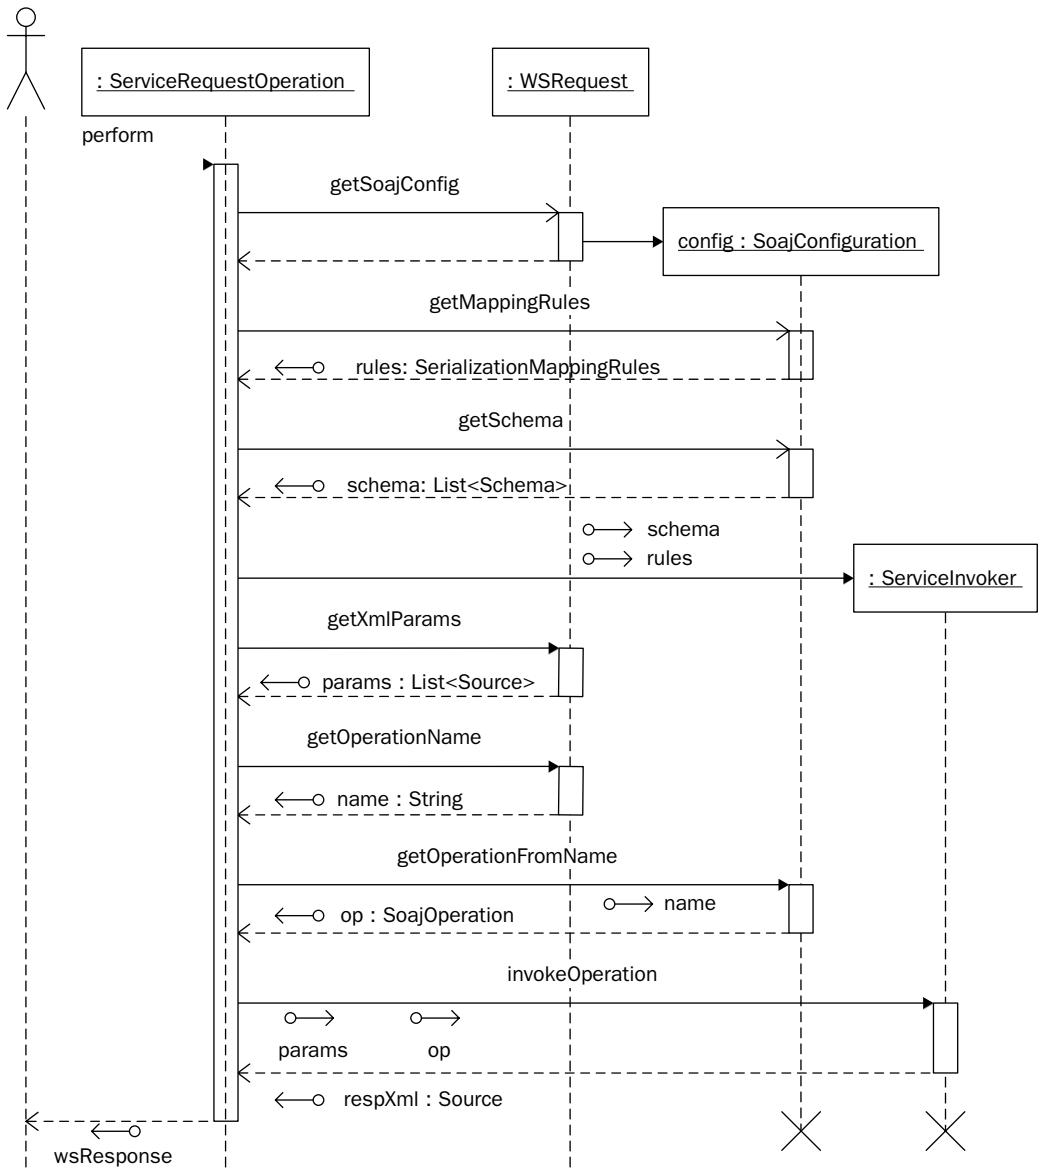 : ServiceRequestOperation
: WSRequest
perform
getSoajConfig
config : SoajConfiguration
getMappingRules
rules: SerializationMappingRules
getSchema
schema: List<Schema>
schema
rules
: ServiceInvoker
getXmlParams
params : List<Source>
getOperationName
name : String
getOperationFromName
name
op : SoajOperation
invokeOperation
params
op
respXml : Source
wsResponse